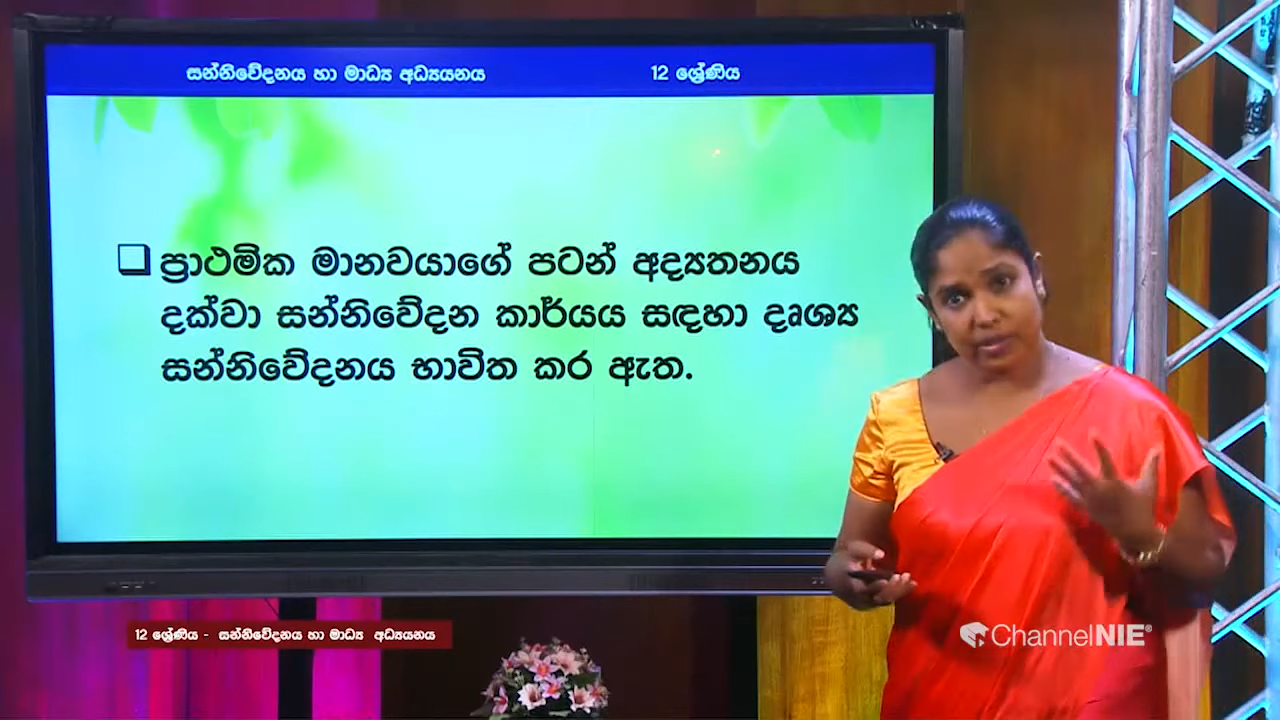 සන්නිවේදනය හා මාධ්‍ය අධ්‍යයනය 12 ශ්‍රේණිය
ප්‍රාථමික මානවයාගේ පටන් අද්‍යතනය
දක්වා සන්නිවේදන කාර්යය සඳහා දෘශ්‍ය
සන්නිවේදනය භාවිත කර ඇත.
12 ශ්‍රේණිය - සන්නිවේදනය හා මාධ්‍ය අධ්‍යයනය
ChannelNIE®